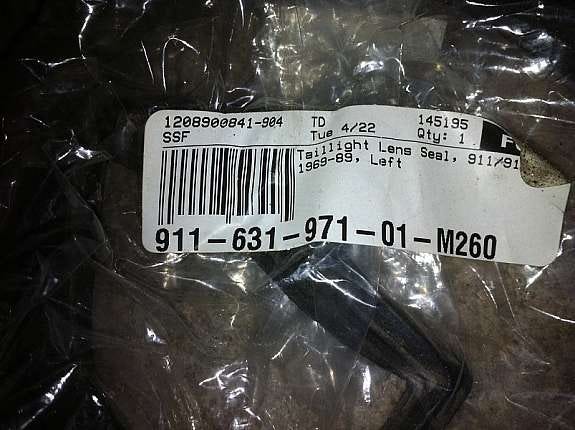 1208900841-904 TD 145195
SSF Tue 4/22 Qty: 1
Taillight Lens Seal, 911/91
1969-89, Left
911-631-971-01-M260